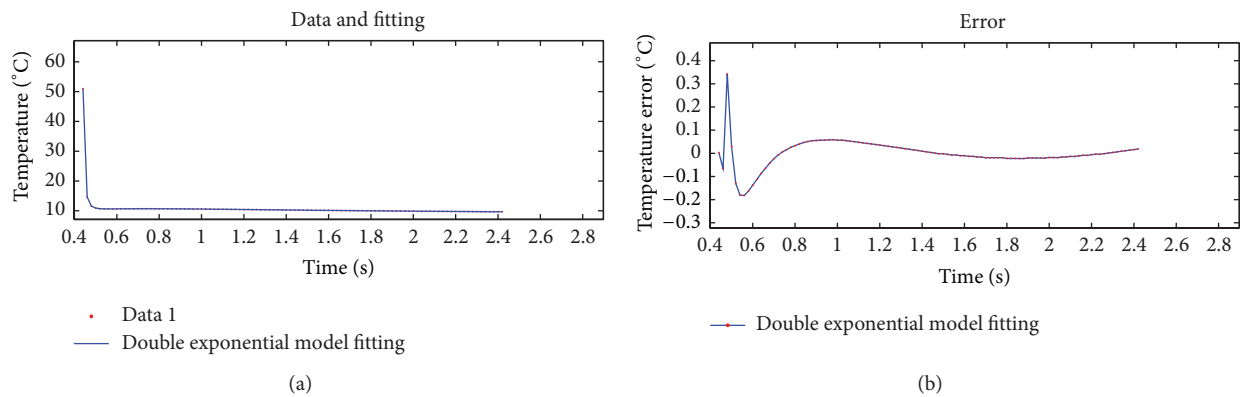 Data and fitting
Temperature (˚C)
60
50
40
30
20
10
0.4 0.6 0.8 1 1.2 1.4 1.6 1.8 2 2.2 2.4 2.6 2.8
Time (s)
Data 1
Double exponential model fitting
(a)
Error
Temperature error (˚C)
0.4
0.3
0.2
0.1
0
−0.1
−0.2
−0.3
0.4 0.6 0.8 1 1.2 1.4 1.6 1.8 2 2.2 2.4 2.6 2.8
Time (s)
Double exponential model fitting
(b)